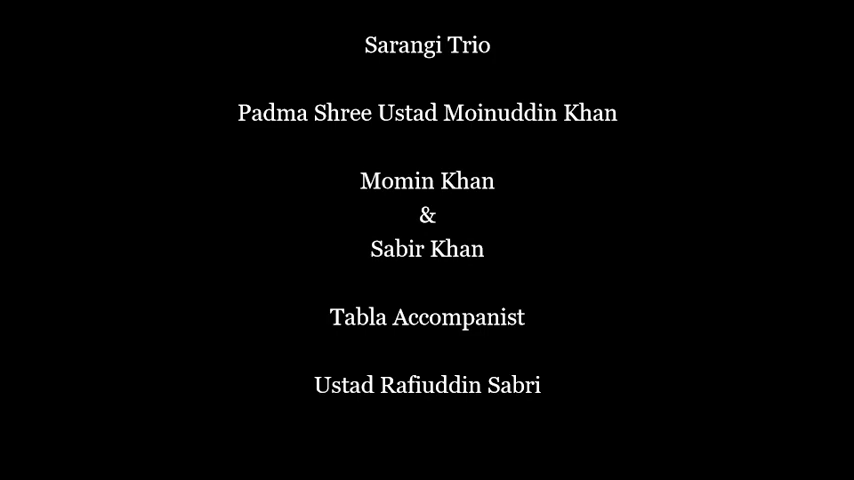 Sarangi Trio
Padma Shree Ustad Moinuddin Khan
Momin Khan
&
Sabir Khan
Tabla Accompanist
Ustad Rafiuddin Sabri